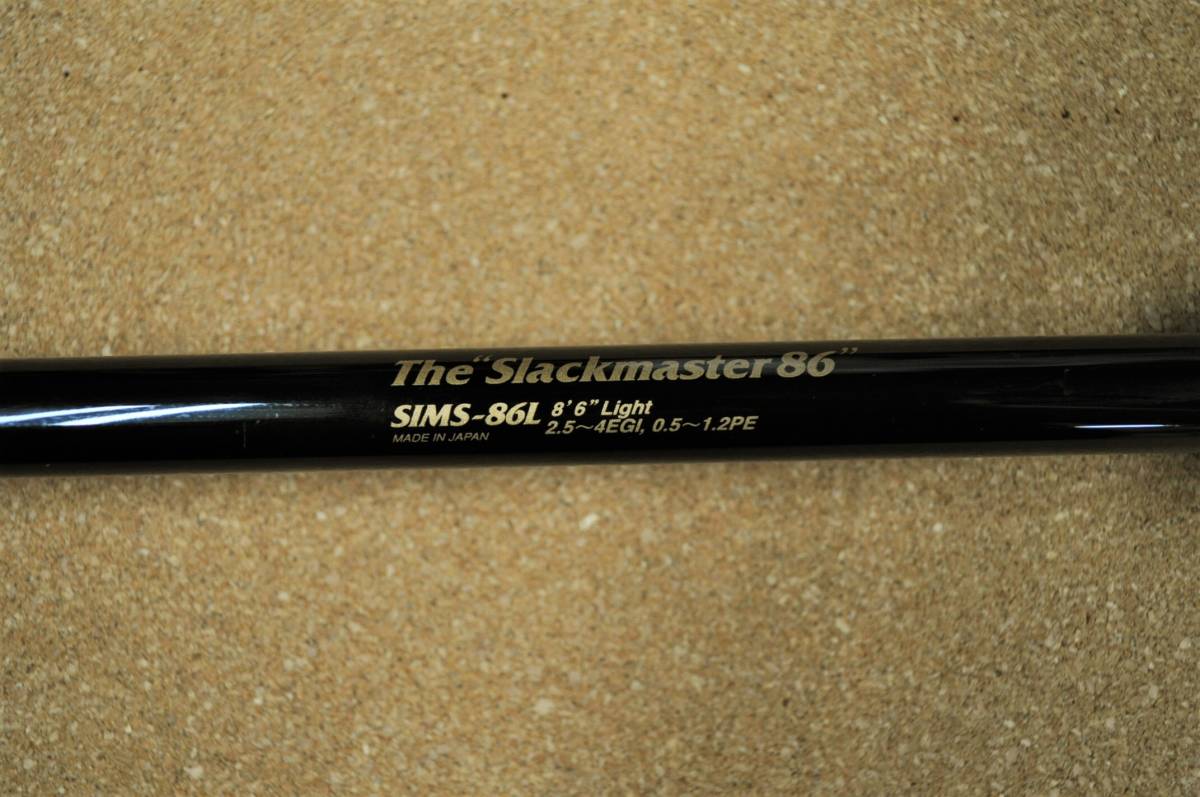 The "Slackmaster 86"
SIMS-86L 8'6" Light
2.5~4EGI, 0.5~1.2PE
MADE IN JAPAN